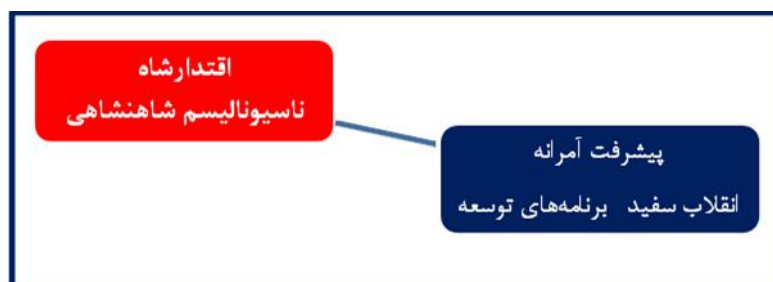 اقتدارشاه
ناسیونالیسم شاهنشاهی
پیشرفت آمرانه
انقلاب سفید برنامه‌های توسعه